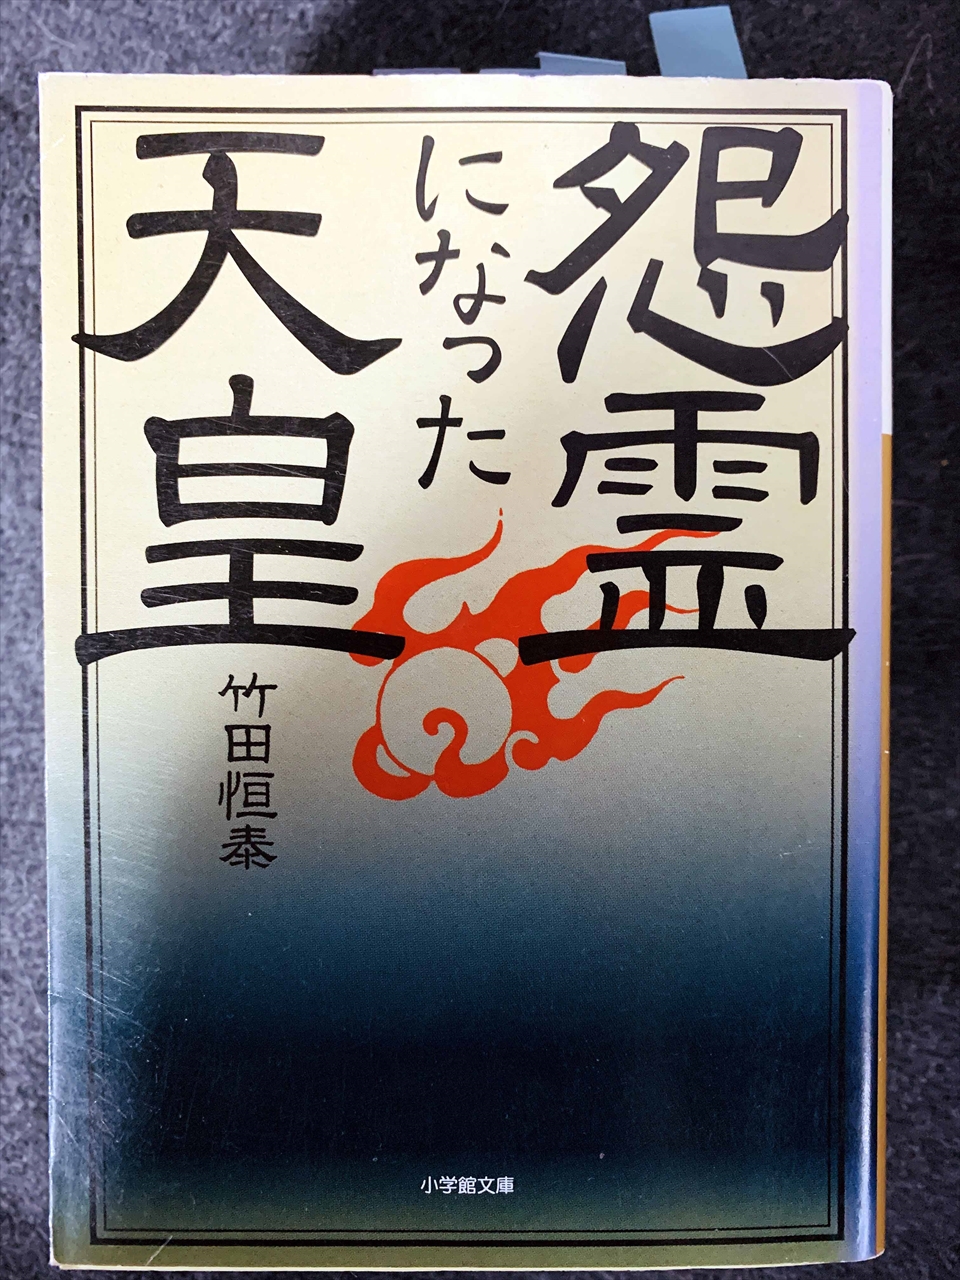 怨霊
になった
天皇
竹田恒泰
小学館文庫